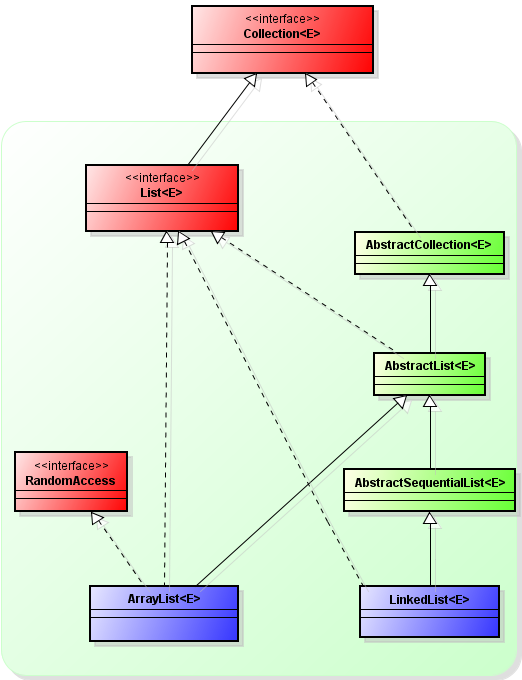 <<interface>>
Collection<E>
<<interface>>
List<E>
AbstractCollection<E>
AbstractList<E>
<<interface>>
RandomAccess
AbstractSequentialList<E>
ArrayList<E>
LinkedList<E>